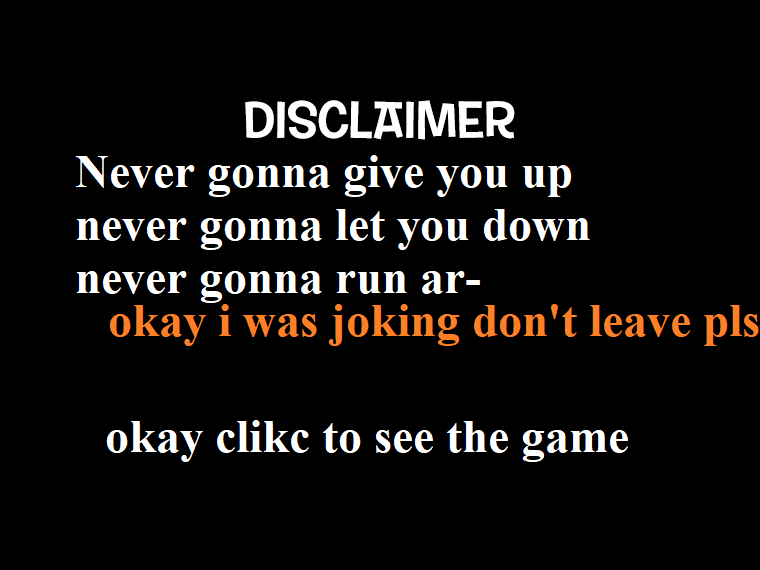 DISCLAIMER
Never gonna give you up
never gonna let you down
never gonna run ar-
okay i was joking don't leave pls
okay clikc to see the game